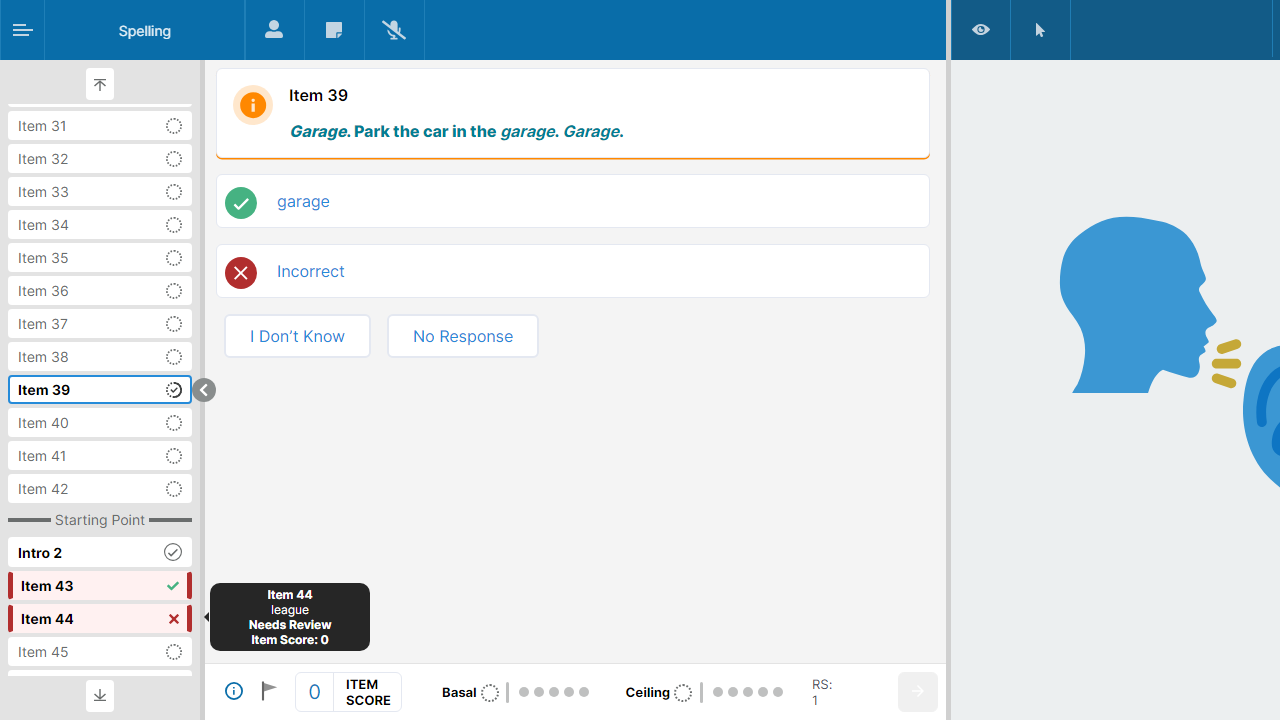 Spelling
Item 31
Item 32
Item 33
Item 34
Item 35
Item 36
Item 37
Item 38
Item 39
Item 40
Item 41
Item 42
Starting Point
Intro 2
Item 43
Item 44
Item 45
Item 39
Garage. Park the car in the garage. Garage.
garage
Incorrect
I Don’t Know
No Response
Item 44
league
Needs Review
Item Score: 0
0
ITEM
SCORE
Basal
Ceiling
RS:
1